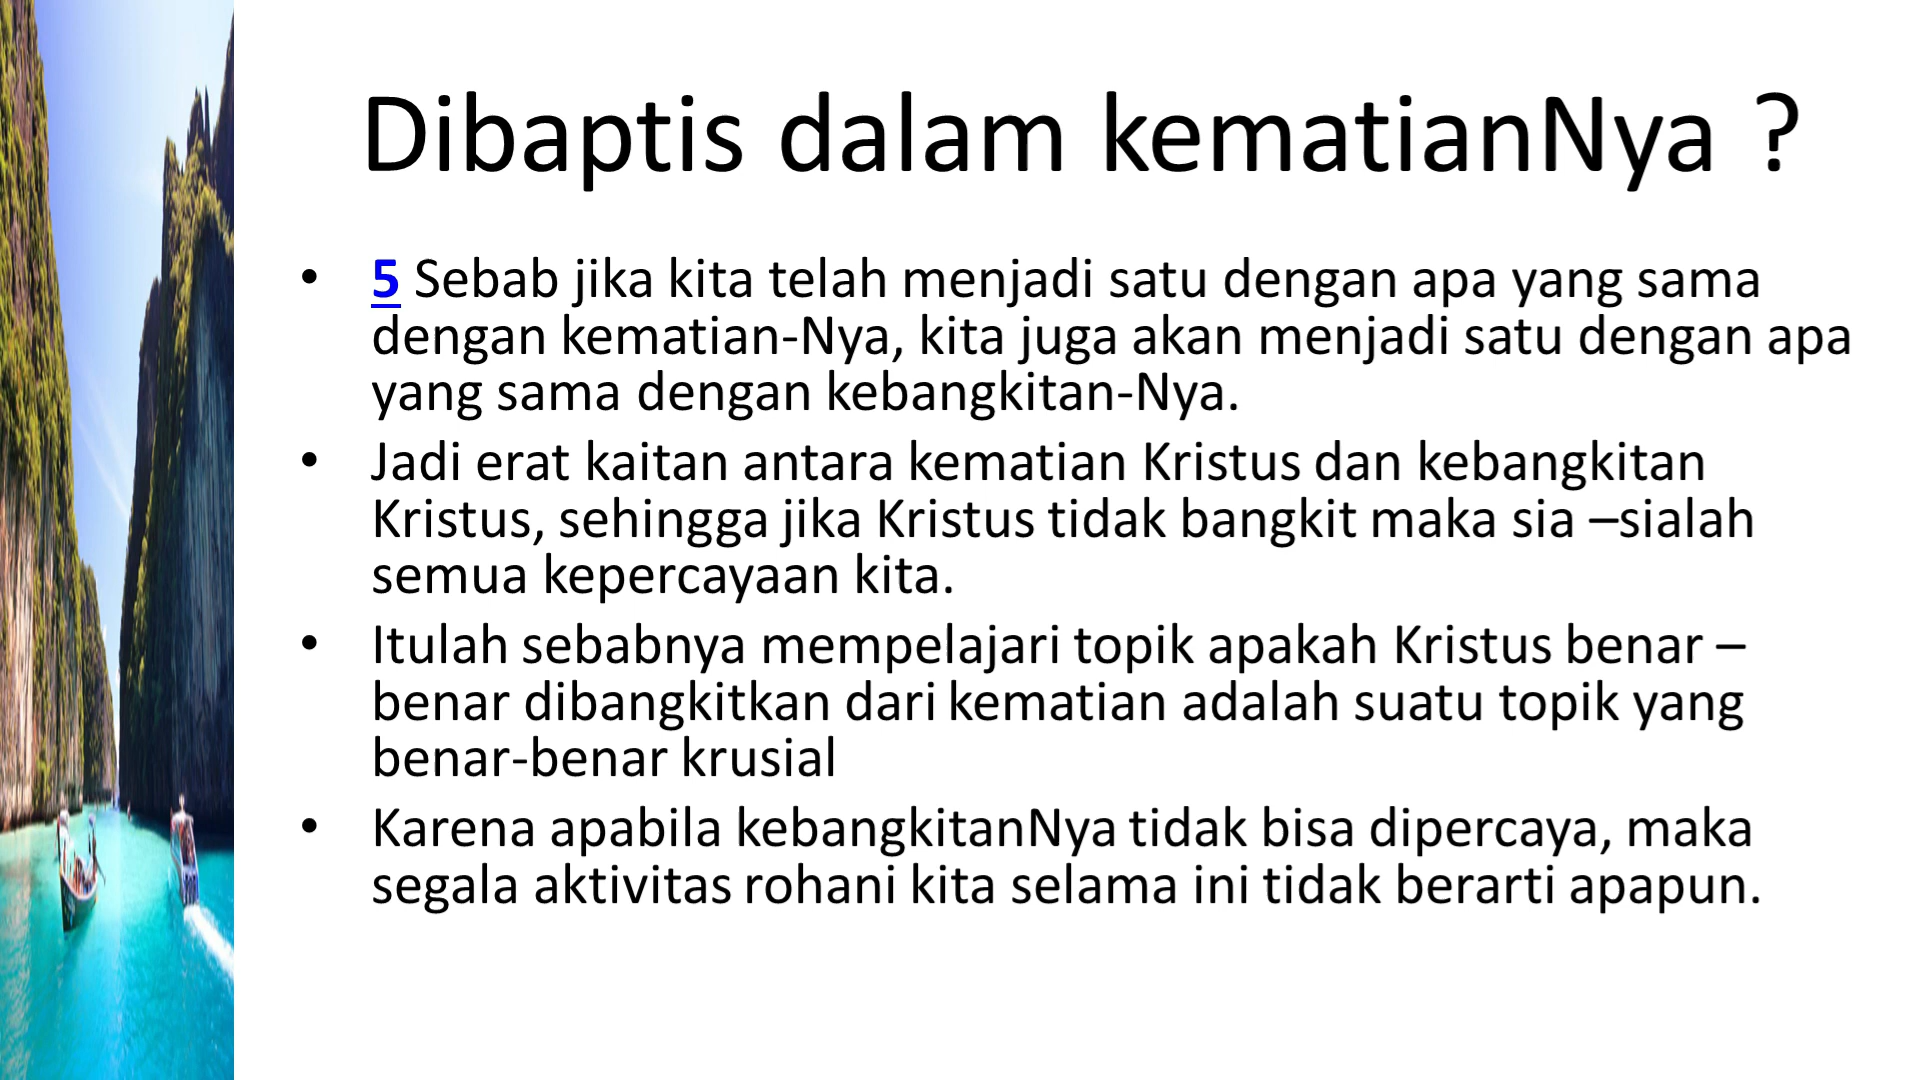 Dibaptis dalam kematianNya ?
• 5 Sebab jika kita telah menjadi satu dengan apa yang sama
dengan kematian-Nya, kita juga akan menjadi satu dengan apa
yang sama dengan kebangkitan-Nya.
• Jadi erat kaitan antara kematian Kristus dan kebangkitan
Kristus, sehingga jika Kristus tidak bangkit maka sia –sialah
semua kepercayaan kita.
• Itulah sebabnya mempelajari topik apakah Kristus benar –
benar dibangkitkan dari kematian adalah suatu topik yang
benar-benar krusial
• Karena apabila kebangkitanNya tidak bisa dipercaya, maka
segala aktivitas rohani kita selama ini tidak berarti apapun.